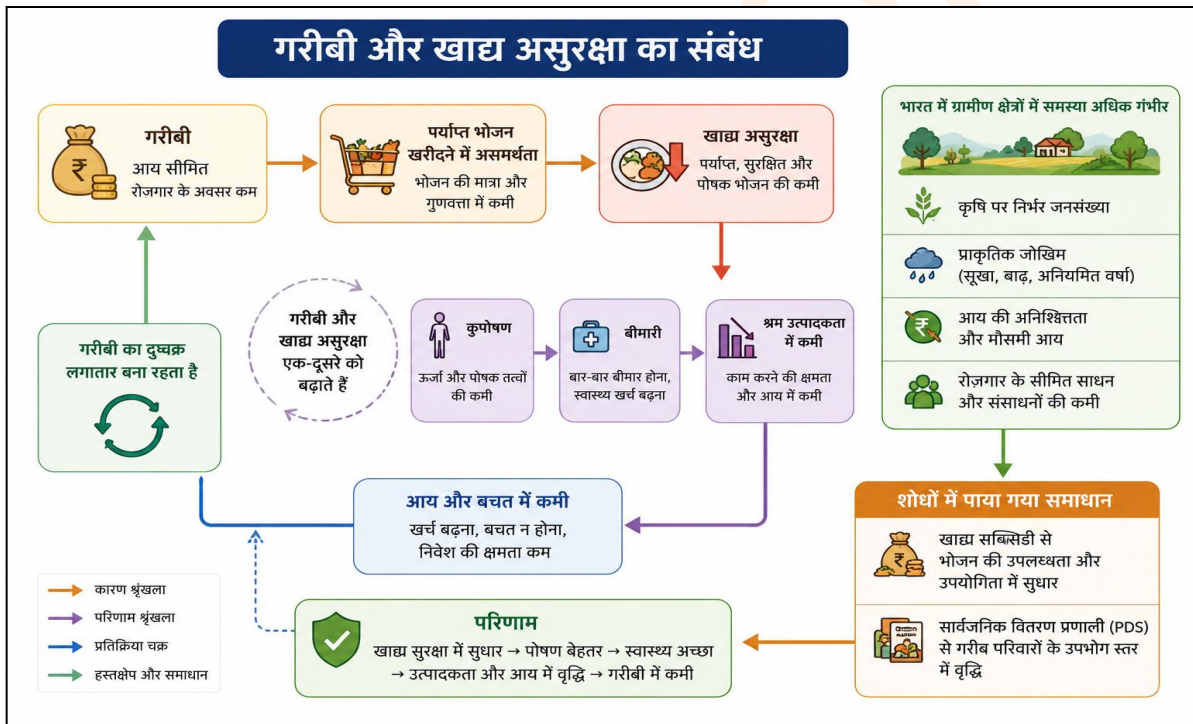 गरीबी और खाद्य असुरक्षा का संबंध
गरीबी
आय सीमित
रोजगार के अवसर कम
पर्याप्त भोजन
खरीदने में असमर्थता
भोजन की मात्रा और
गुणवत्ता में कमी
खाद्य असुरक्षा
पर्याप्त, सुरक्षित और
पोषक भोजन की कमी
भारत में ग्रामीण क्षेत्रों में समस्या अधिक गंभीर
कृषि पर निर्भर जनसंख्या
प्राकृतिक जोखिम
(सूखा, बाढ़, अनियमित वर्षा)
आय की अनिश्चितता
और मौसमी आय
रोज़गार के सीमित साधन
और संसाधनों की कमी
गरीबी का दुष्चक्र
लगातार बना रहता है
गरीबी और
खाद्य असुरक्षा
एक-दूसरे को
बढ़ाते हैं
कुपोषण
ऊर्जा और पोषक तत्वों
की कमी
बीमारी
बार-बार बीमार होना,
स्वास्थ्य खर्च बढ़ना
श्रम उत्पादकता
में कमी
काम करने की क्षमता
और आय में कमी
आय और बचत में कमी
खर्च बढ़ना, बचत न होना,
निवेश की क्षमता कम
शोधों में पाया गया समाधान
खाद्य सब्सिडी से
भोजन की उपलब्धता और
उपयोगिता में सुधार
सार्वजनिक वितरण प्रणाली (PDS)
से गरीब परिवारों के उपभोग स्तर
में वृद्धि
कारण श्रृंखला
परिणाम श्रृंखला
प्रतिक्रिया चक्र
हस्तक्षेप और समाधान
परिणाम
खाद्य सुरक्षा में सुधार → पोषण बेहतर → स्वास्थ्य अच्छा
→ उत्पादकता और आय में वृद्धि → गरीबी में कमी